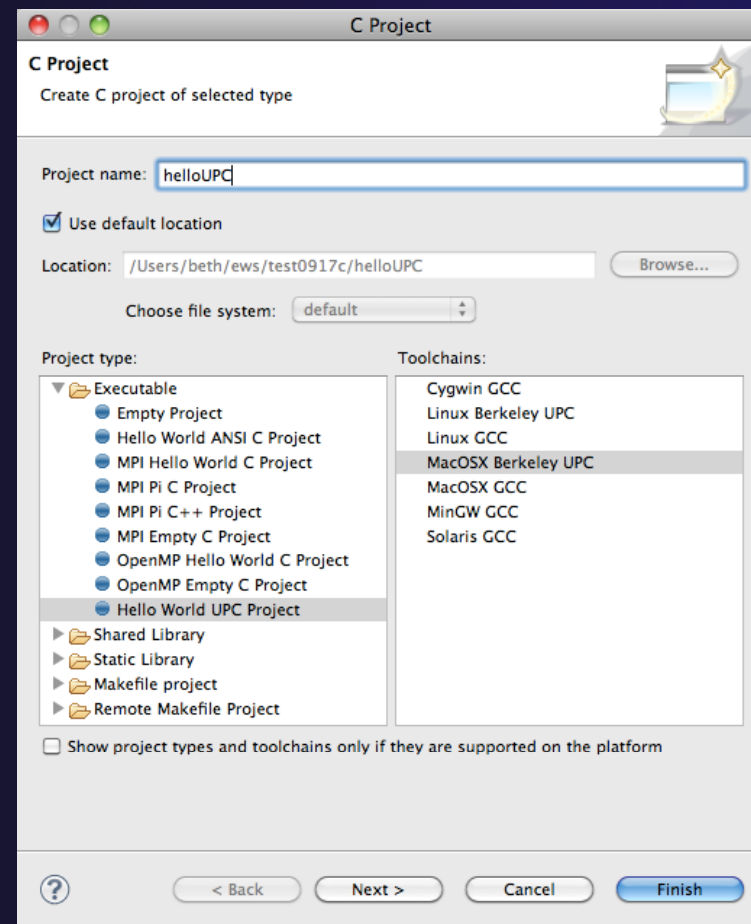 C Project
C Project
Create C project of selected type
Project name: helloUPC
Use default location
Location: /Users/beth/ews/test0917c/helloUPC Browse...
Choose file system: default
Project type: Toolchains:
Executable Cygwin GCC
Empty Project Linux Berkeley UPC
Hello World ANSI C Project Linux GCC
MPI Hello World C Project MacOSX Berkeley UPC
MPI Pi C Project MacOSX GCC
MPI Pi C++ Project MinGW GCC
MPI Empty C Project Solaris GCC
OpenMP Hello World C Project
OpenMP Empty C Project
Hello World UPC Project
Shared Library
Static Library
Makefile project
Remote Makefile Project
Show project types and toolchains only if they are supported on the platform
? < Back Next > Cancel Finish